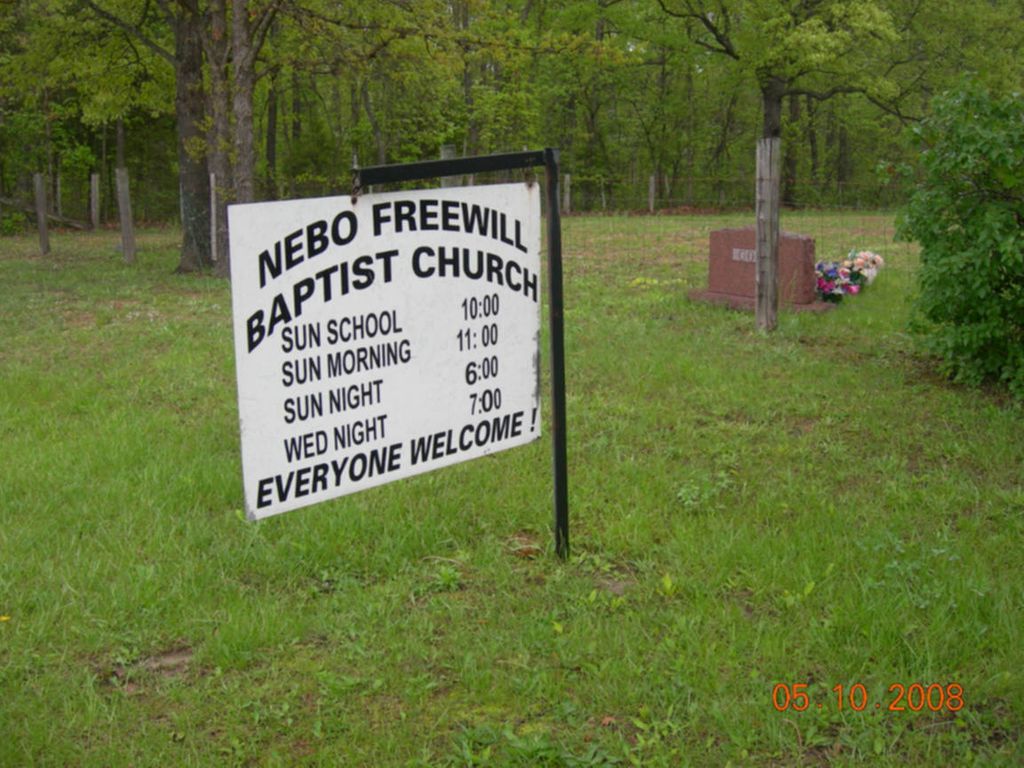 NEBO FREEWILL
BAPTIST CHURCH
SUN SCHOOL 10:00
SUN MORNING 11:00
SUN NIGHT 6:00
WED NIGHT 7:00
EVERYONE WELCOME !
05.10.2008